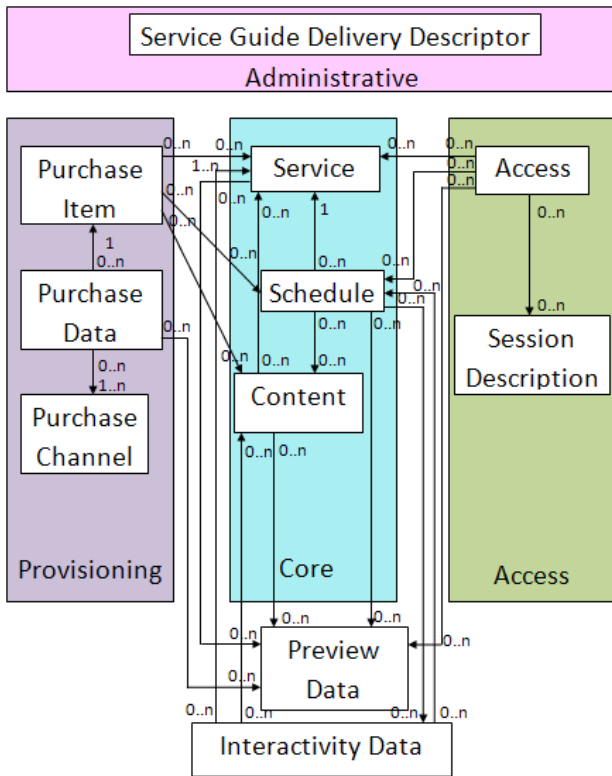 Service Guide Delivery Descriptor
Administrative
0..n
0..n
0..n
1..n
Purchase
Item
Service
Access
0..n
0..n
0..n
0..n
0..n
0..n
0..n
1
0..n
1
0..n
0..n
0..n
0..n
Purchase
Data
Schedule
0..n
0..n
0..n
0..n
0..n
Session
Description
0..n
0..n
0..n
0..n
1..n
Content
Purchase
Channel
0..n
0..n
Provisioning
Core
Access
0..n
0..n
0..n
0..n
0..n
Preview
Data
0..n
0..n
0..n
0..n
Interactivity Data